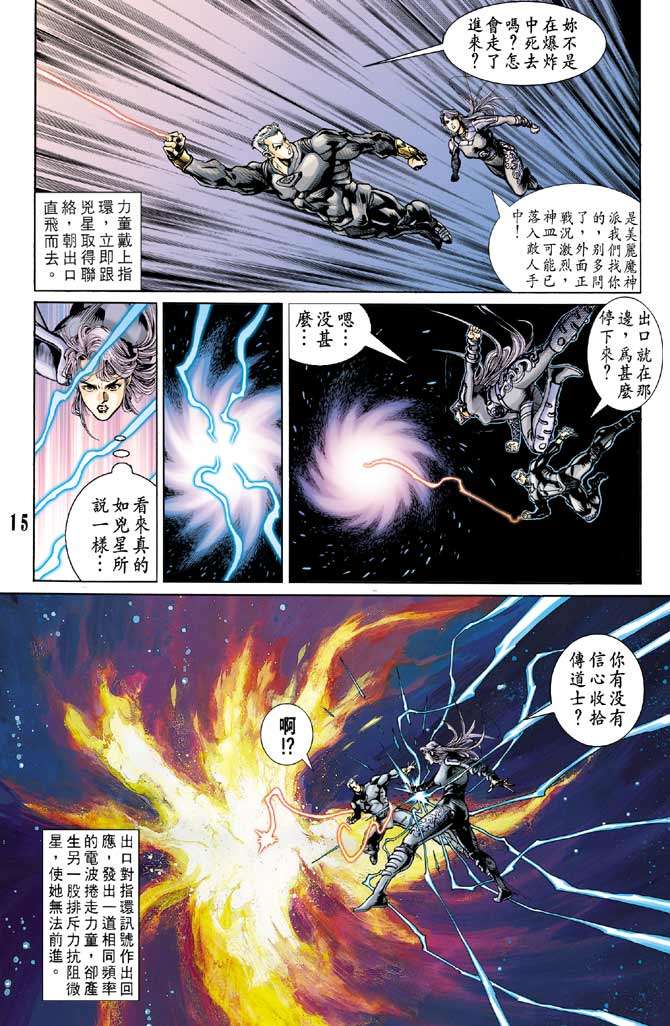 妳不是
在爆炸
中死去
嗎?怎
會走了
進來?
是美麗魔神
派我們找你
的，別多問
了，外面正
戰況激烈，
神皿可能已
落入敵人手
中!
力童戴上指
環，立即跟
兇星取得聯
絡，朝出口
直飛而去。
出口就在那
邊，爲甚麼
停下來?
嗯…
没甚
麼…
看來真的
如兇星所
說一樣…
15
你有没有
信心收拾
傳道士?
啊!?
出口對指環訊號作出回
應，發出一道相同頻率
的電波捲走力童，卻產
生另一股排斥力抗阻微
星，使她無法前進。